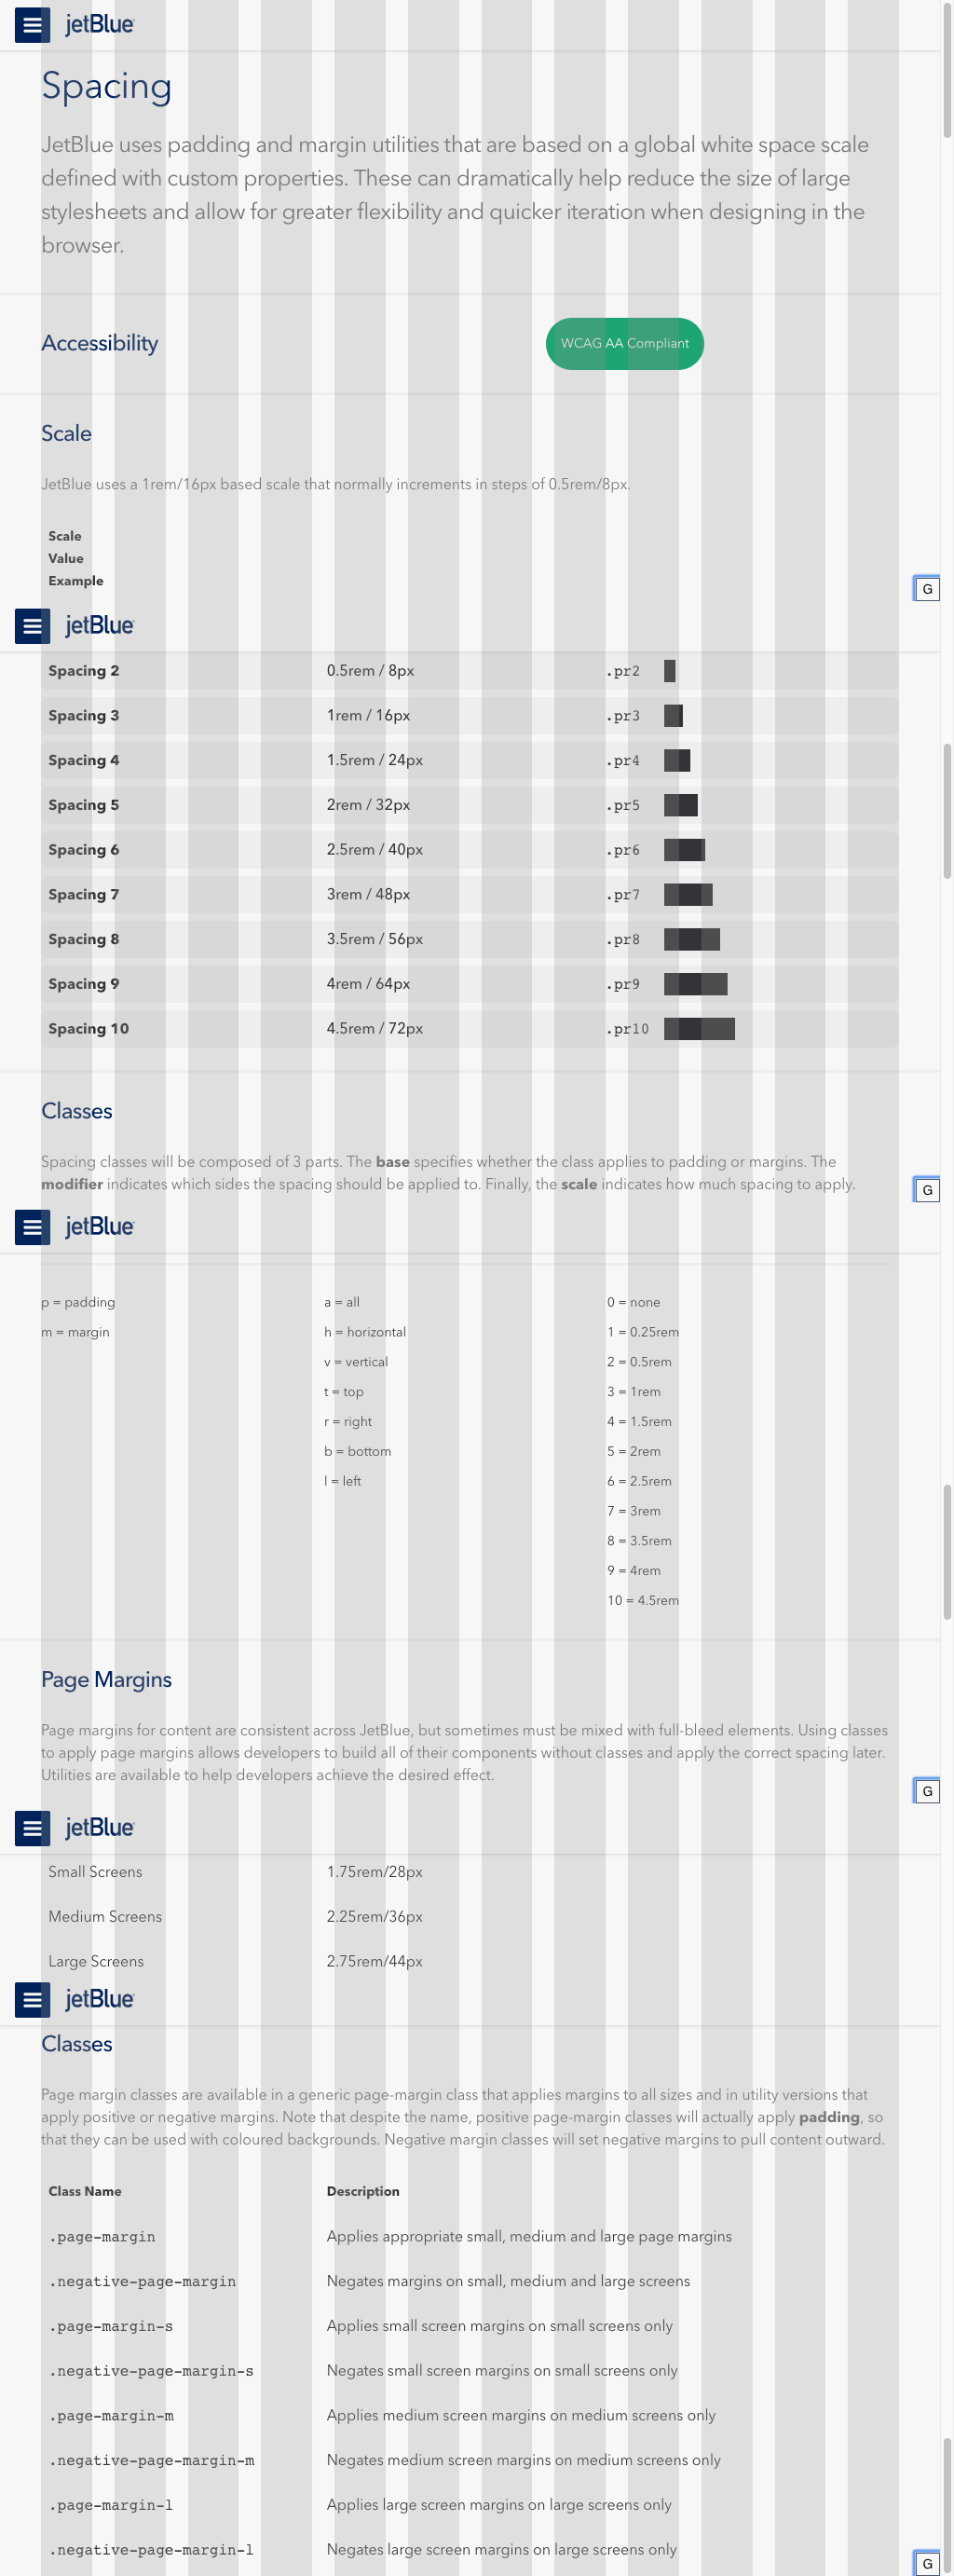 jetBlue
Spacing
JetBlue uses padding and margin utilities that are based on a global white space scale
defined with custom properties. These can dramatically help reduce the size of large
stylesheets and allow for greater flexibility and quicker iteration when designing in the
browser.
Accessibility
WCAG AA Compliant
Scale
JetBlue uses a 1rem/16px based scale that normally increments in steps of 0.5rem/8px.
Scale
Value
Example
G
jetBlue
Spacing 2 0.5rem / 8px .pr2
Spacing 3 1rem / 16px .pr3
Spacing 4 1.5rem / 24px .pr4
Spacing 5 2rem / 32px .pr5
Spacing 6 2.5rem / 40px .pr6
Spacing 7 3rem / 48px .pr7
Spacing 8 3.5rem / 56px .pr8
Spacing 9 4rem / 64px .pr9
Spacing 10 4.5rem / 72px .pr10
Classes
Spacing classes will be composed of 3 parts. The base specifies whether the class applies to padding or margins. The
modifier indicates which sides the spacing should be applied to. Finally, the scale indicates how much spacing to apply.
G
jetBlue
p = padding a = all 0 = none
m = margin h = horizontal 1 = 0.25rem
v = vertical 2 = 0.5rem
t = top 3 = 1rem
r = right 4 = 1.5rem
b = bottom 5 = 2rem
l = left 6 = 2.5rem
7 = 3rem
8 = 3.5rem
9 = 4rem
10 = 4.5rem
Page Margins
Page margins for content are consistent across JetBlue, but sometimes must be mixed with full-bleed elements. Using classes
to apply page margins allows developers to build all of their components without classes and apply the correct spacing later.
Utilities are available to help developers achieve the desired effect.
G
jetBlue
Small Screens 1.75rem/28px
Medium Screens 2.25rem/36px
Large Screens 2.75rem/44px
jetBlue
Classes
Page margin classes are available in a generic page-margin class that applies margins to all sizes and in utility versions that
apply positive or negative margins. Note that despite the name, positive page-margin classes will actually apply padding, so
that they can be used with coloured backgrounds. Negative margin classes will set negative margins to pull content outward.
Class Name Description
.page-margin Applies appropriate small, medium and large page margins
.negative-page-margin Negates margins on small, medium and large screens
.page-margin-s Applies small screen margins on small screens only
.negative-page-margin-s Negates small screen margins on small screens only
.page-margin-m Applies medium screen margins on medium screens only
.negative-page-margin-m Negates medium screen margins on medium screens only
.page-margin-l Applies large screen margins on large screens only
.negative-page-margin-l Negates large screen margins on large screens only
G